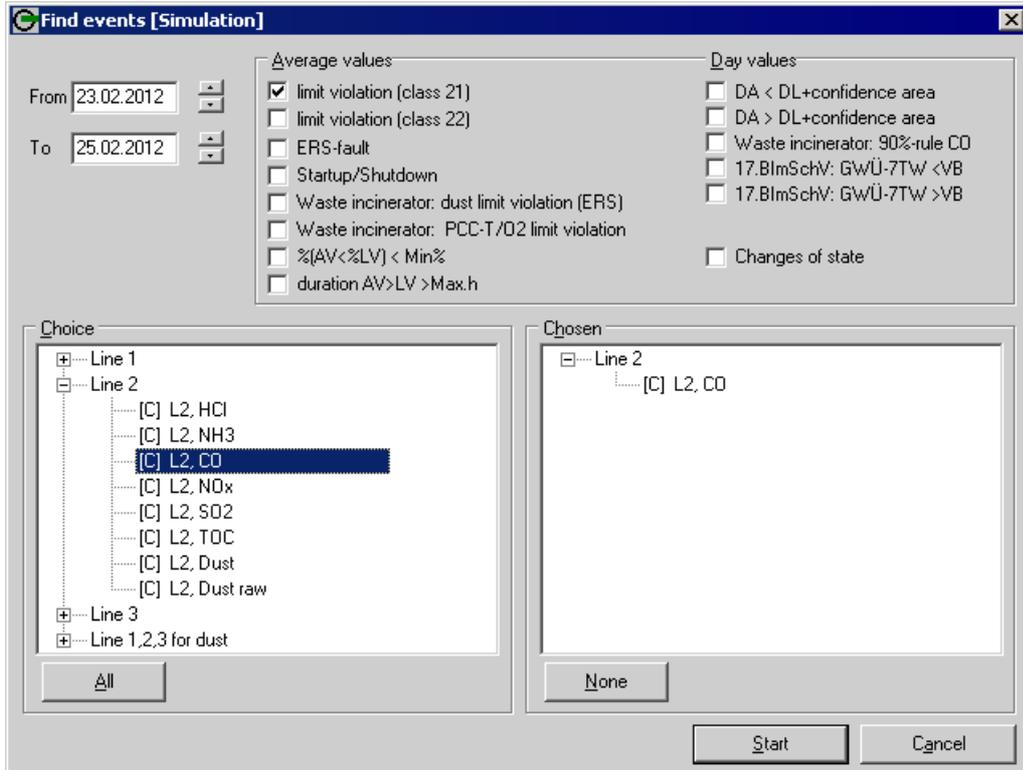 Find events [Simulation]
From 23.02.2012
To 25.02.2012
Average values
limit violation (class 21)
limit violation (class 22)
ERS-fault
Startup/Shutdown
Waste incinerator: dust limit violation (ERS)
Waste incinerator: PCC-T/O2 limit violation
%(AV<%LV) < Min%
duration AV>LV >Max.h
Day values
DA < DL+confidence area
DA > DL+confidence area
Waste incinerator: 90%-rule CO
17.BImSchV: GWÜ-7TW <VB
17.BImSchV: GWÜ-7TW >VB
Changes of state
Choice
Line 1
Line 2
[C] L2, HCl
[C] L2, NH3
[C] L2, CO
[C] L2, NOx
[C] L2, SO2
[C] L2, TOC
[C] L2, Dust
[C] L2, Dust raw
Line 3
Line 1,2,3 for dust
All
Chosen
Line 2
[C] L2, CO
None
Start
Cancel